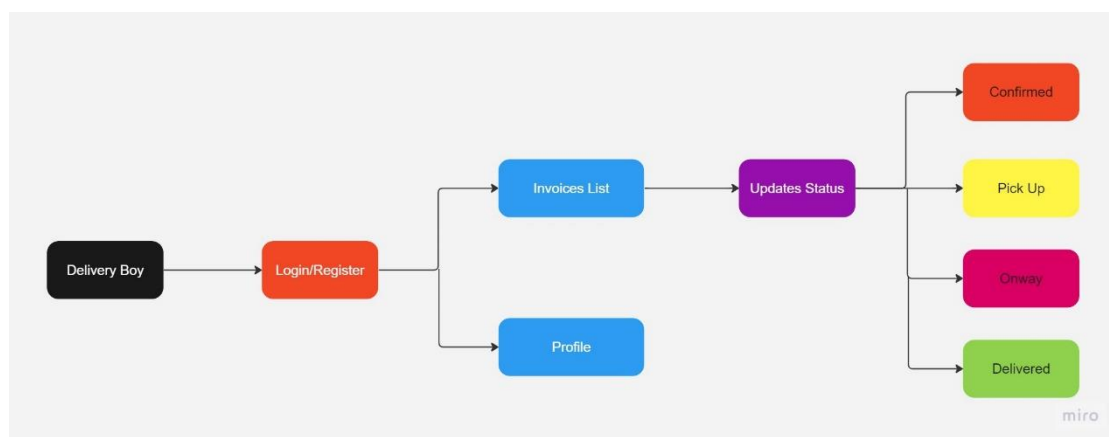 Confirmed
Invoices List
Updates Status
Pick Up
Delivery Boy
Login/Register
Onway
Profile
Delivered
miro